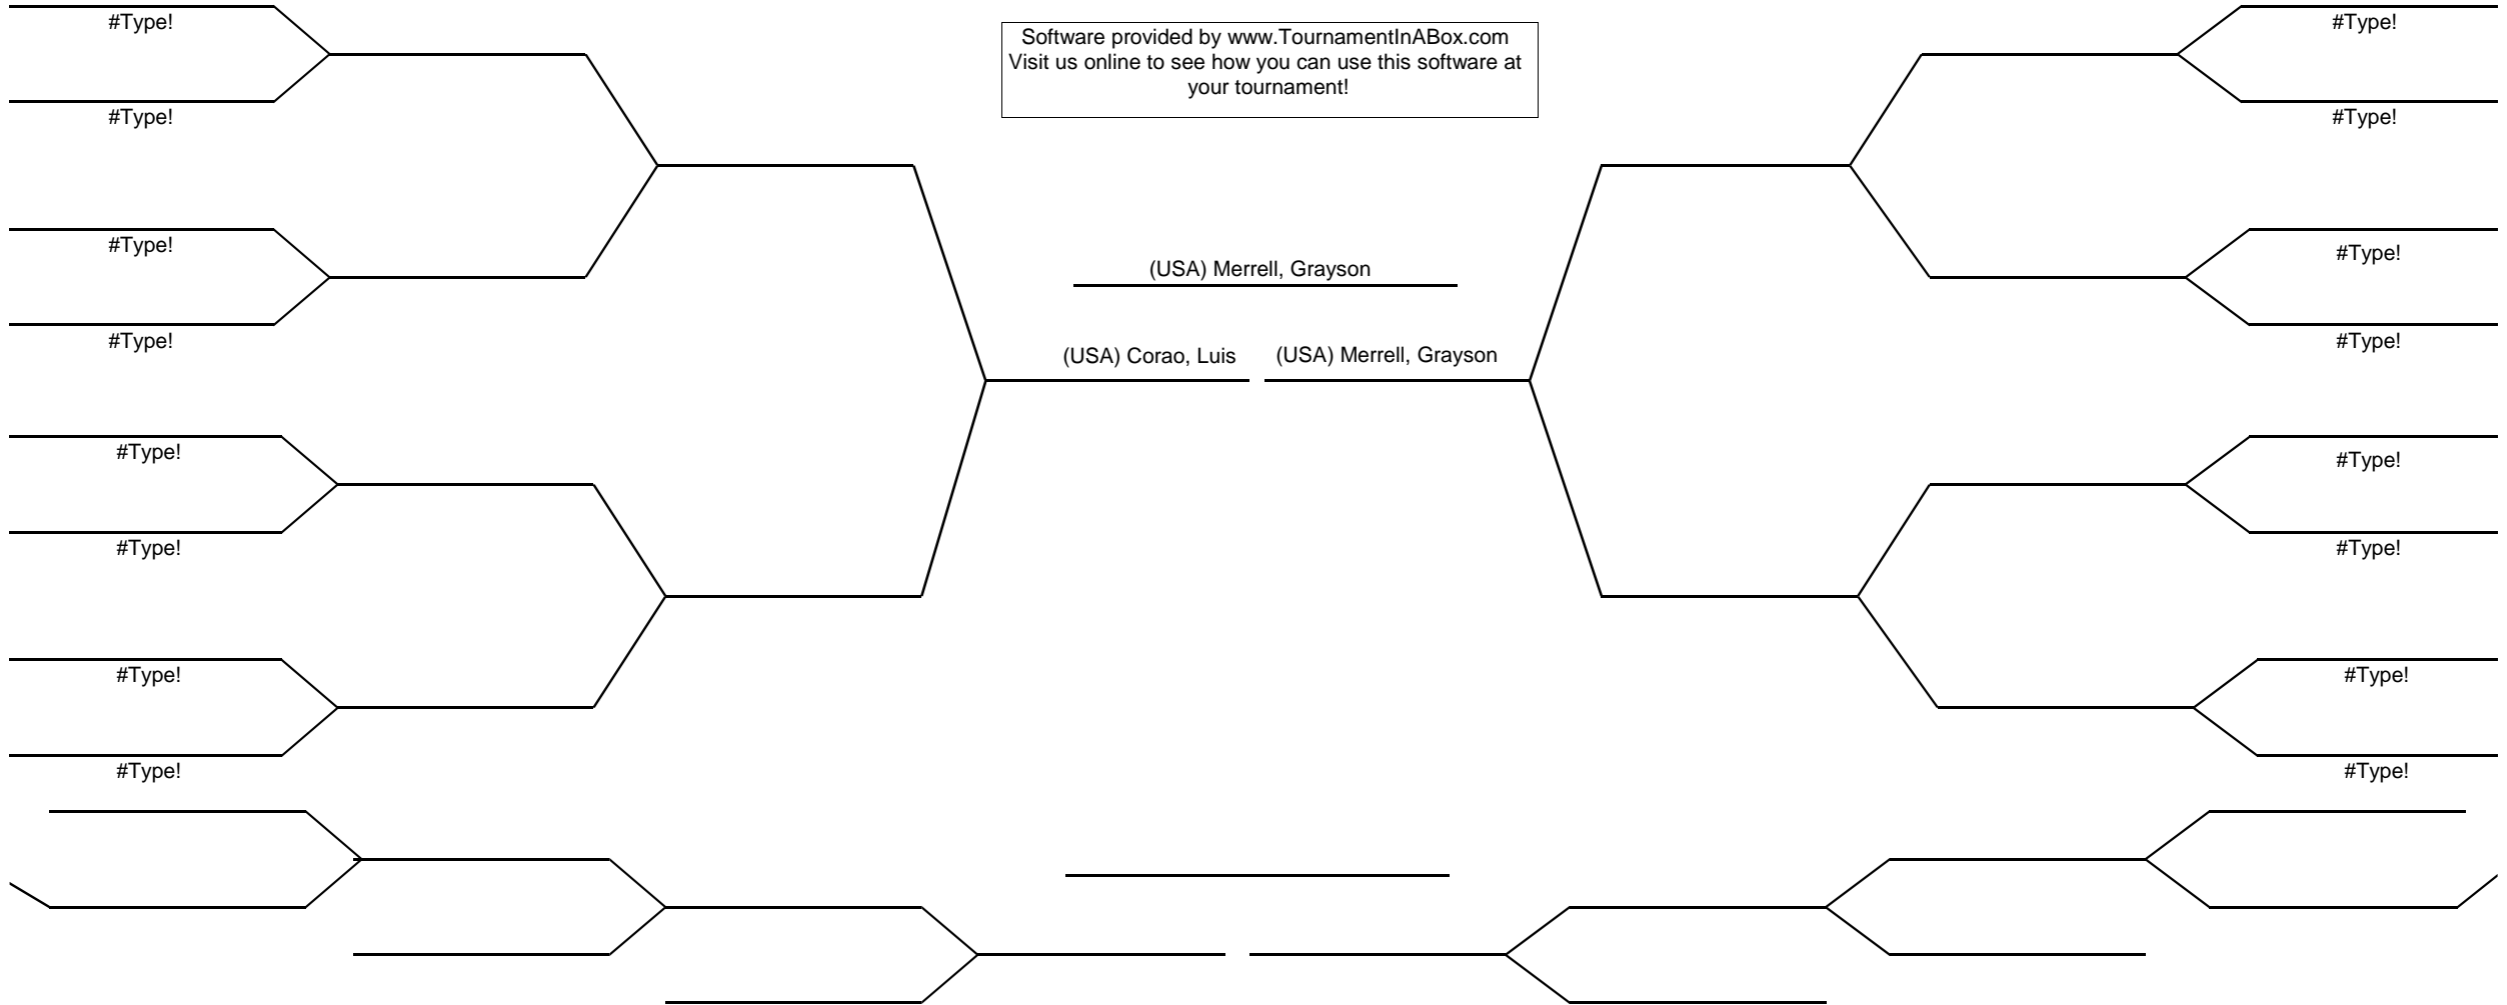 #Type!
#Type!
Software provided by www.TournamentInABox.com
Visit us online to see how you can use this software at
your tournament!
#Type!
#Type!
#Type!
#Type!
(USA) Merrell, Grayson
#Type!
#Type!
(USA) Corao, Luis
(USA) Merrell, Grayson
#Type!
#Type!
#Type!
#Type!
#Type!
#Type!
#Type!
#Type!